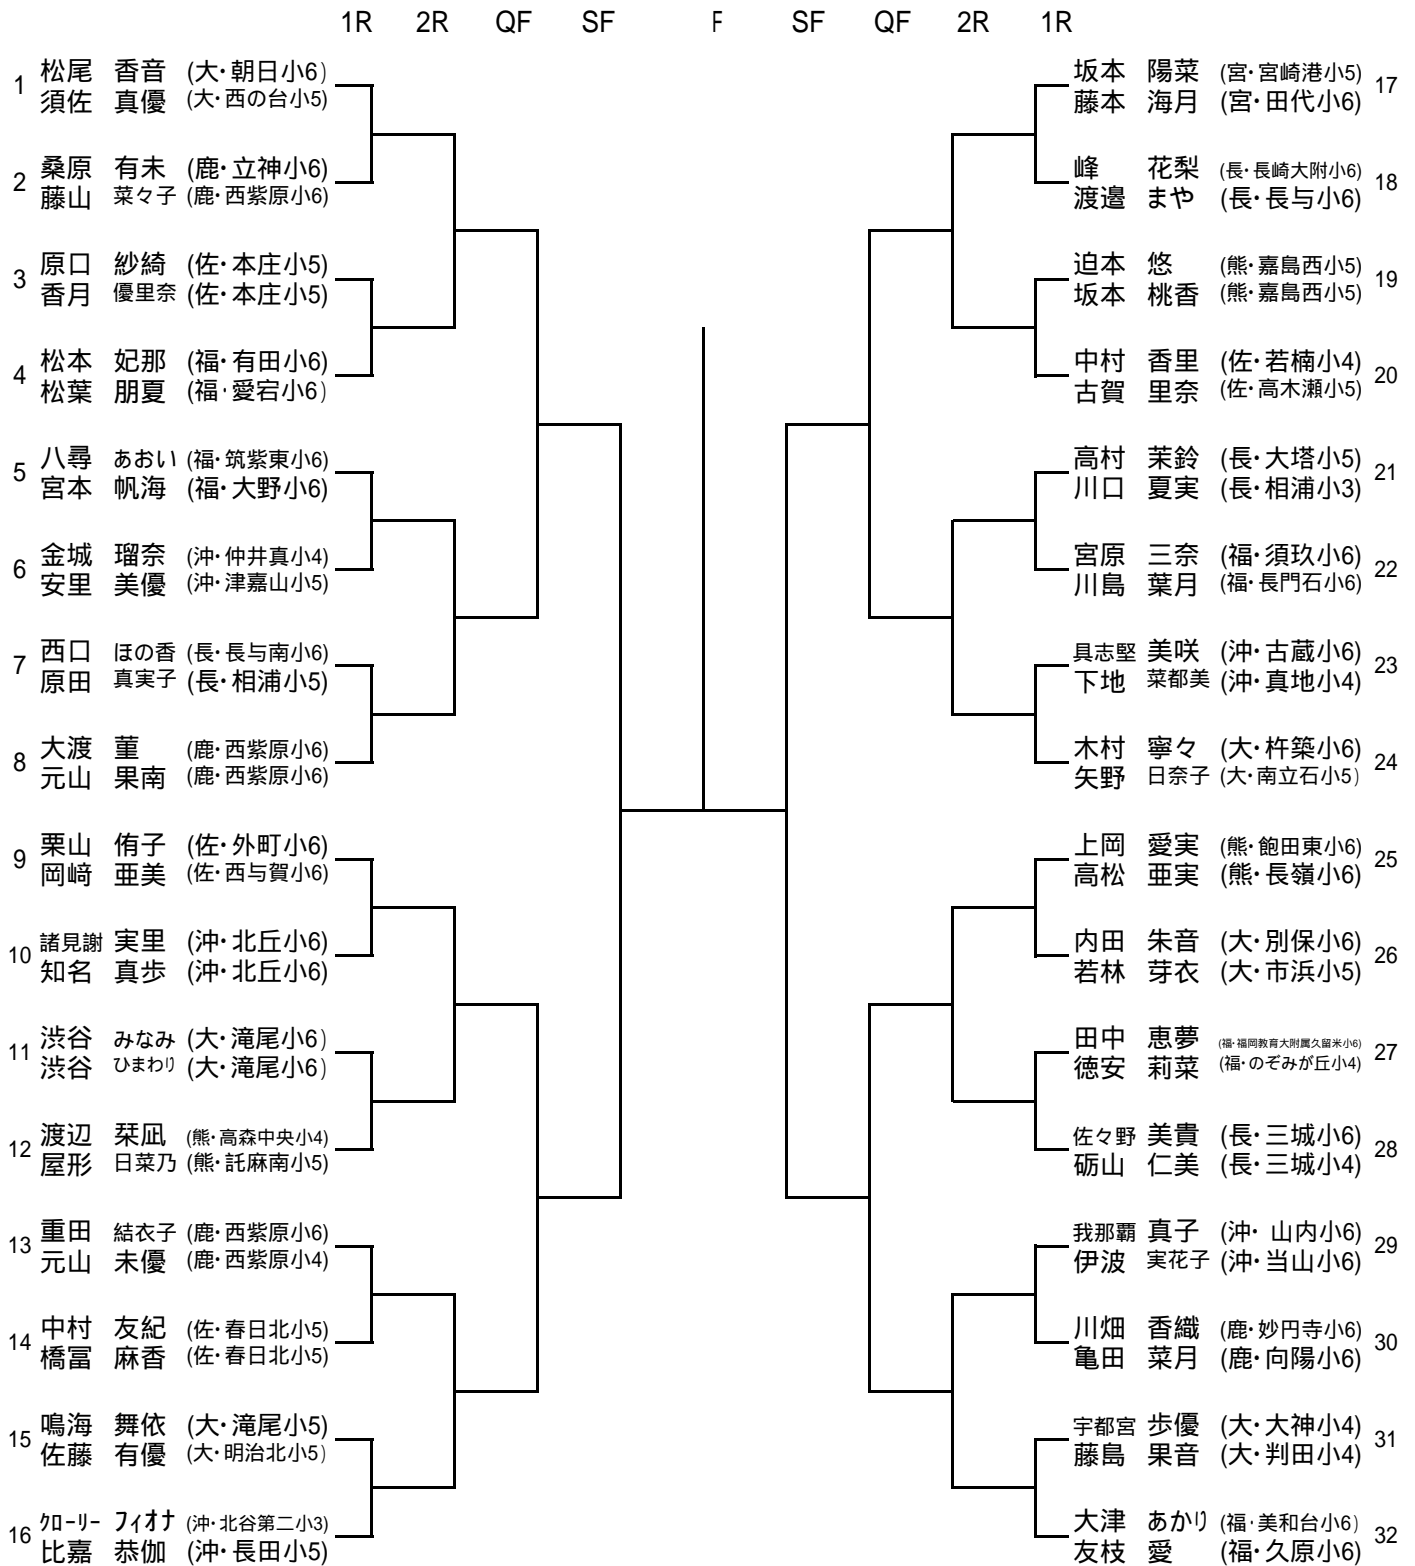 1R 2R QF SF F SF QF 2R 1R
1 松尾 香音 (大・朝日小6)
須佐 真優 (大・西の台小5)
2 桑原 有未 (鹿・立神小6)
藤山 菜々子 (鹿・西紫原小6)
3 原口 紗綺 (佐・本庄小5)
香月 優里奈 (佐・本庄小5)
4 松本 妃那 (福・有田小6)
松葉 朋夏 (福・愛宕小6)
5 八尋 あおい (福・筑紫東小6)
宮本 帆海 (福・大野小6)
6 金城 瑠奈 (沖・仲井真小4)
安里 美優 (沖・津嘉山小5)
7 西口 ほの香 (長・長与南小6)
原田 真実子 (長・相浦小5)
8 大渡 菫 (鹿・西紫原小6)
元山 果南 (鹿・西紫原小6)
9 栗山 侑子 (佐・外町小6)
岡﨑 亜美 (佐・西与賀小6)
10 諸見謝 実里 (沖・北丘小6)
知名 真歩 (沖・北丘小6)
11 渋谷 みなみ (大・滝尾小6)
渋谷 ひまわり (大・滝尾小6)
12 渡辺 栞凪 (熊・高森中央小4)
屋形 日菜乃 (熊・託麻南小5)
13 重田 結衣子 (鹿・西紫原小6)
元山 未優 (鹿・西紫原小4)
14 中村 友紀 (佐・春日北小5)
橋冨 麻香 (佐・春日北小5)
15 鳴海 舞依 (大・滝尾小5)
佐藤 有優 (大・明治北小5)
16 クローリー フィオナ (沖・北谷第二小3)
比嘉 恭伽 (沖・長田小5)
坂本 陽菜 (宮・宮崎港小5) 17
藤本 海月 (宮・田代小6)
峰 花梨 (長・長崎大附小6) 18
渡邉 まや (長・長与小6)
迫本 悠 (熊・嘉島西小5) 19
坂本 桃香 (熊・嘉島西小5)
中村 香里 (佐・若楠小4) 20
古賀 里奈 (佐・高木瀬小5)
高村 茉鈴 (長・大塔小5) 21
川口 夏実 (長・相浦小3)
宮原 三奈 (福・須玖小6) 22
川島 葉月 (福・長門石小6)
具志堅 美咲 (沖・古蔵小6) 23
下地 菜都美 (沖・真地小4)
木村 寧々 (大・杵築小6) 24
矢野 日奈子 (大・南立石小5)
上岡 愛実 (熊・飽田東小6) 25
高松 亜実 (熊・長嶺小6)
内田 朱音 (大・別保小6) 26
若林 芽衣 (大・市浜小5)
田中 恵夢 (福・福岡教育大附属久留米小6) 27
徳安 莉菜 (福・のぞみが丘小4)
佐々野 美貴 (長・三城小6) 28
砺山 仁美 (長・三城小4)
我那覇 真子 (沖・ 山内小6) 29
伊波 実花子 (沖・当山小6)
川畑 香織 (鹿・妙円寺小6) 30
亀田 菜月 (鹿・向陽小6)
宇都宮 歩優 (大・大神小4) 31
藤島 果音 (大・判田小4)
大津 あかり (福・美和台小6) 32
友枝 愛 (福・久原小6)